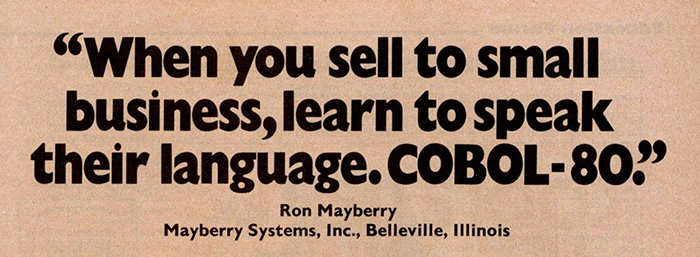 “When you sell to small
business, learn to speak
their language. COBOL-80.”
Ron Mayberry
Mayberry Systems, Inc., Belleville, Illinois